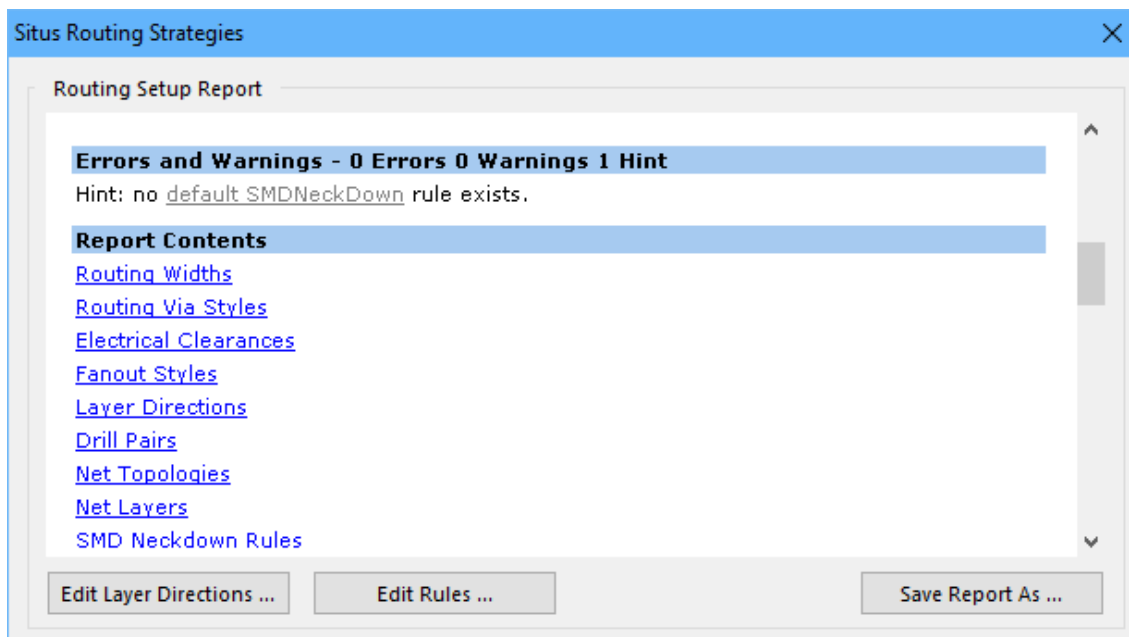 Situs Routing Strategies
Routing Setup Report
Errors and Warnings - 0 Errors 0 Warnings 1 Hint
Hint: no default SMDNeckDown rule exists.
Report Contents
Routing Widths
Routing Via Styles
Electrical Clearances
Fanout Styles
Layer Directions
Drill Pairs
Net Topologies
Net Layers
SMD Neckdown Rules
Edit Layer Directions ... Edit Rules ... Save Report As ...